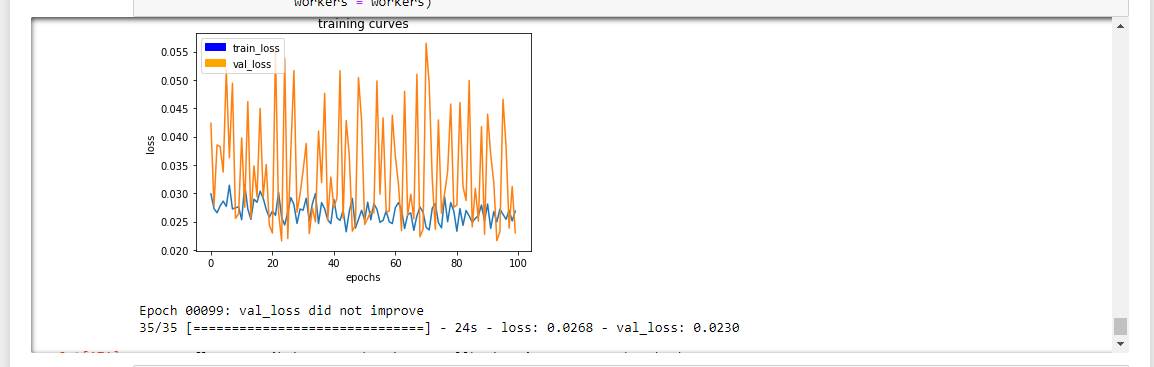 workers = workers)
training curves
train_loss
val_loss
0.055
0.050
0.045
0.040
0.035
0.030
0.025
0.020
loss
0 20 40 60 80 100
epochs
Epoch 00099: val_loss did not improve
35/35 [==============================] - 24s - loss: 0.0268 - val_loss: 0.0230